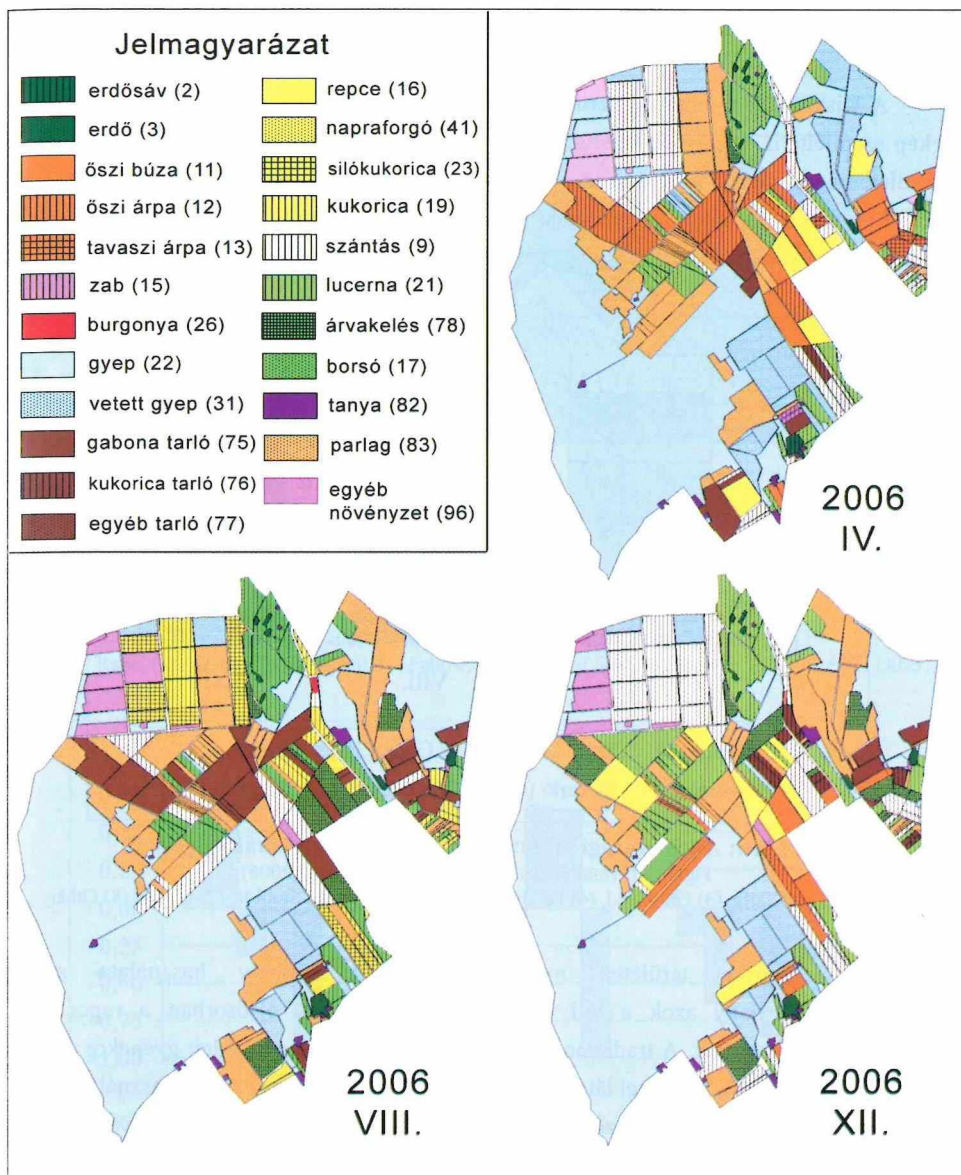 Jelmagyarázat
erdősáv (2)
erdő (3)
őszi búza (11)
őszi árpa (12)
tavaszi árpa (13)
zab (15)
burgonya (26)
gyep (22)
vetett gyep (31)
gabona tarló (75)
kukorica tarló (76)
egyéb tarló (77)
repce (16)
napraforgó (41)
silókukorica (23)
kukorica (19)
szántás (9)
lucerna (21)
árvakelés (78)
borsó (17)
tanya (82)
parlag (83)
egyéb
növényzet (96)
2006
IV.
2006
VIII.
2006
XII.